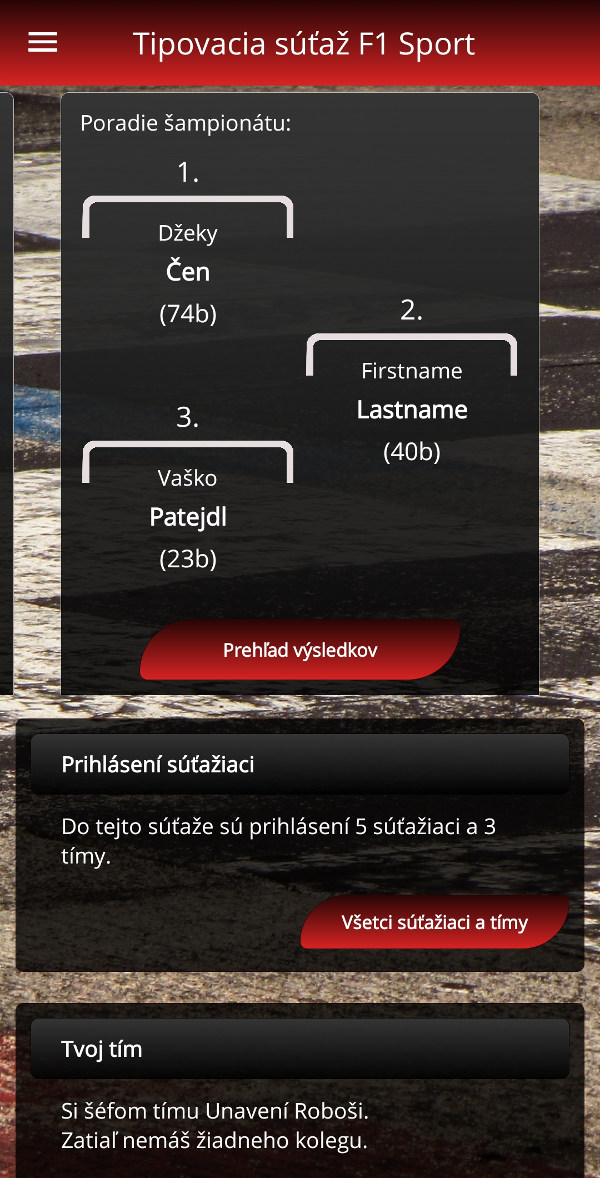 Tipovacia súťaž F1 Sport
Poradie šampionátu:
1.
Džeky
Čen
(74b)
2.
Firstname
Lastname
(40b)
3.
Vaško
Patejdl
(23b)
Prehľad výsledkov
Prihlásení súťažiaci
Do tejto súťaže sú prihlásení 5 súťažiaci a 3
tímy.
Všetci súťažiaci a tímy
Tvoj tím
Si šéfom tímu Unavení Roboši.
Zatiaľ nemáš žiadneho kolegu.